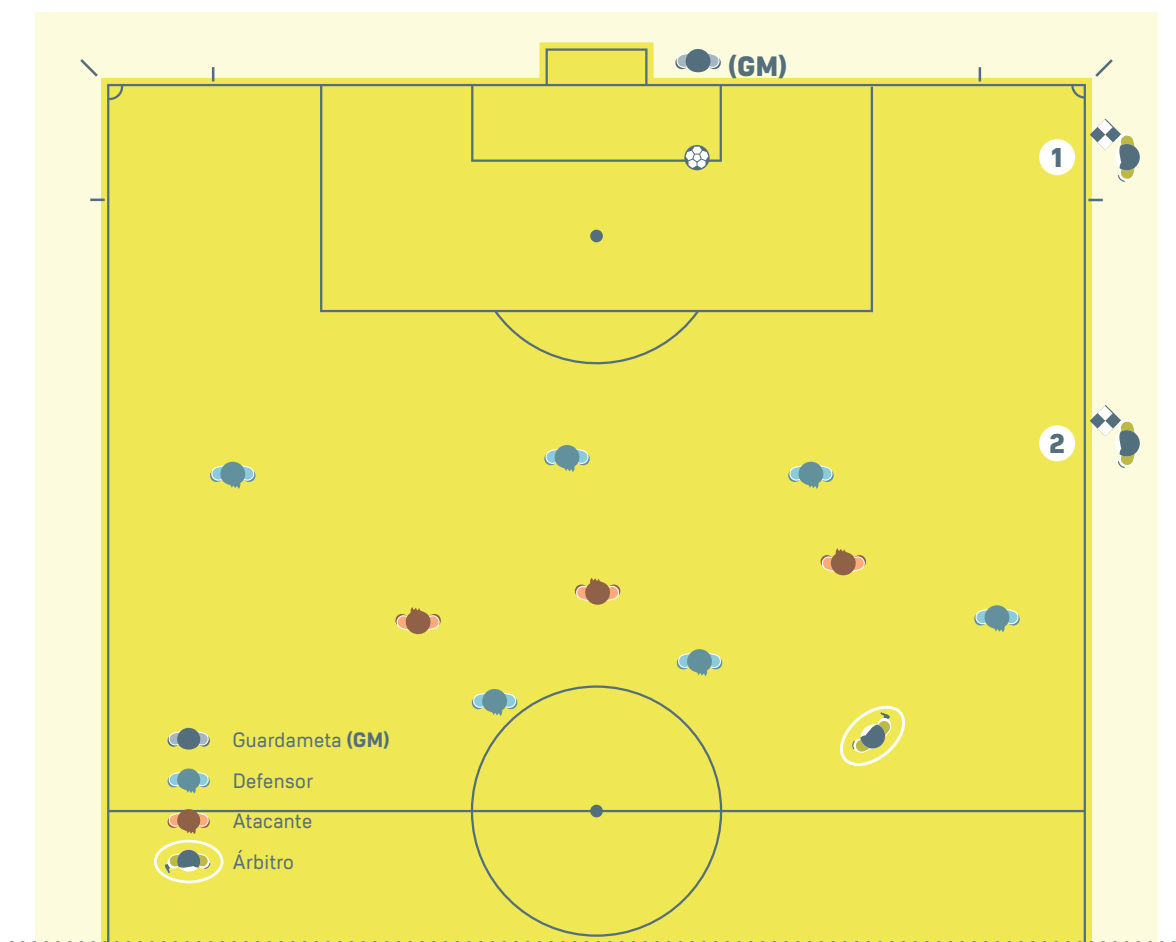 (GM)
1
2
Guardameta (GM)
Defensor
Atacante
Árbitro